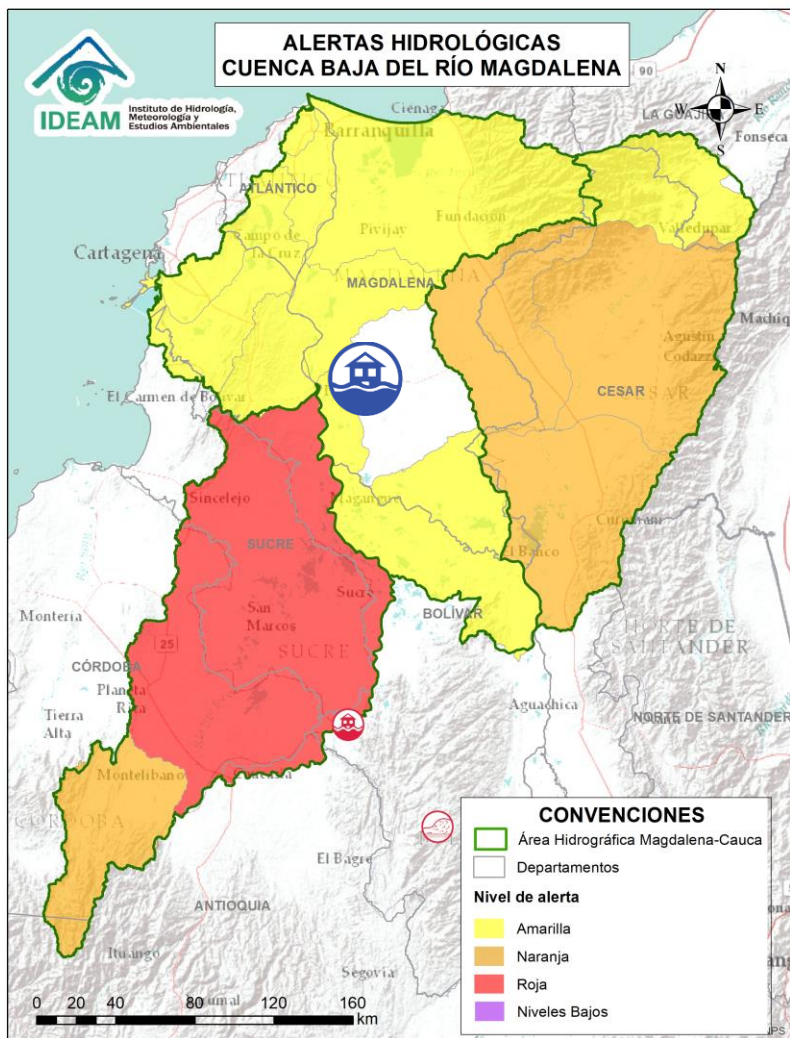 ALERTAS HIDROLÓGICAS
CUENCA BAJA DEL RÍO MAGDALENA
IDEAM
Instituto de Hidrología,
Meteorología y
Estudios Ambientales
N
W
E
S
90
Ciénaga
LA GUAJIRA
Fonseca
Barranquilla
ATLÁNTICO
Fundación
Pivijay
Valledupar
Campo de
la Cruz
Cartagena
MAGDALENA
MAGDALENA
Machiq
Agustín
Codazzi
CESAR
El Carmen de Bolívar
Sincelejo
Magangué
Curumaní
SUCRE
El Banco
Sucre
San
Marcos
BOLÍVAR
Montería
SUCRE
NORTE DE
SANTANDER
25
CÓRDOBA
Planeta
Rica
Aguachica
NORTE DE SANTANDER
Tierra
Alta
Montelíbano
Caucasia
CÓRDOBA
El Bagre
ANTIOQUIA
Ituango
Segovia
CONVENCIONES
Área Hidrográfica Magdalena-Cauca
Departamentos
Nivel de alerta
Amarilla
Naranja
Roja
Niveles Bajos
0 20 40 80 120 160
km